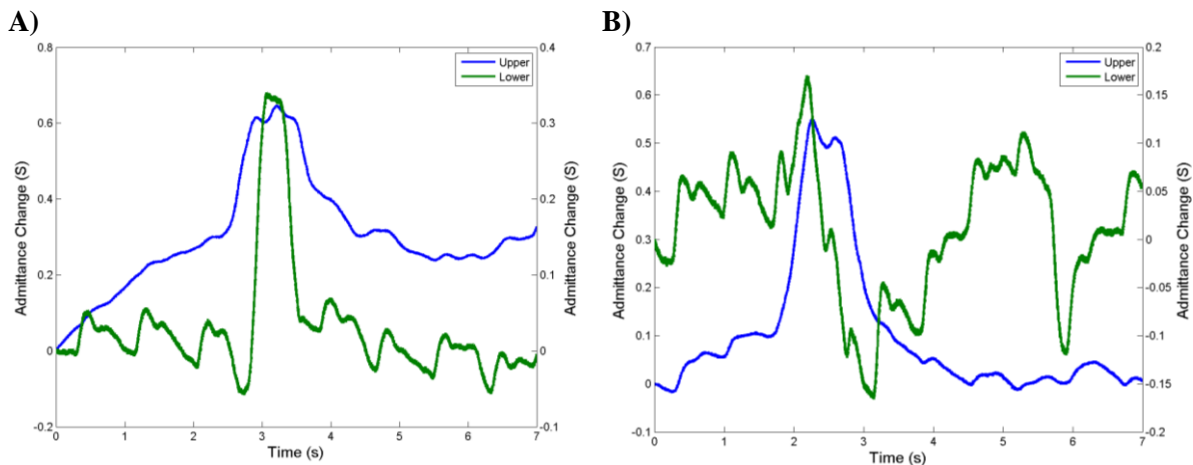 A)
0.8
0.6
0.4
0.2
0
-0.2
Admittance Change (S)
0.4
0.3
0.2
0.1
0
-0.1
Admittance Change (S)
Upper
Lower
0 1 2 3 4 5 6 7
Time (s)
B)
0.7
0.6
0.5
0.4
0.3
0.2
0.1
0
-0.1
Admittance Change (S)
0.2
0.15
0.1
0.05
0
-0.05
-0.1
-0.15
-0.2
Admittance Change (S)
Upper
Lower
0 1 2 3 4 5 6 7
Time (s)